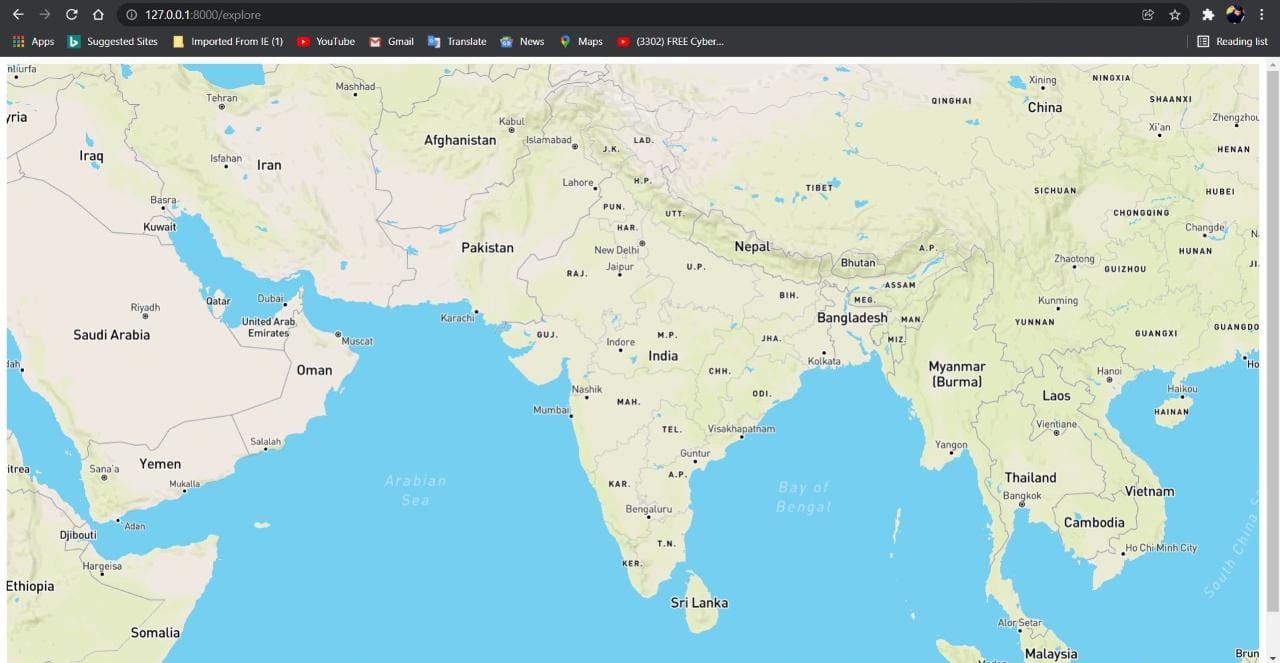 127.0.0.1:8000/explore
Apps
Suggested Sites
Imported From IE (1)
YouTube
Gmail
Translate
News
Maps
(3302) FREE Cyber...
Reading list
nliurfa
Tehran
Mashhad
Xining
NINGXIA
QINGHAI
China
SHAANXI
yria
Kabul
Zhengzhou
Xi'an
Afghanistan
Islamabad
LAD.
J.K.
HENAN
Iraq
Isfahan
Iran
Lahore
H.P.
TIBET
SICHUAN
HUBEI
Basra
PUN.
UTT.
CHONGQING
Kuwait
HAR.
Changde
Pakistan
New Delhi
Nepal
A.P.
HUNAN
Jaipur
U.P.
Bhutan
Zhaotong
GUIZHOU
JI.
RAJ.
ASSAM
Qatar
Dubai
BIH.
MEG.
Kunming
Riyadh
Karachi
Bangladesh
MAN.
YUNNAN
United Arab
Emirates
GUANGXI
GUANGDO
Saudi Arabia
Muscat
GUJ.
M.P.
JHA.
MIZ.
Indore
India
Kolkata
dah
Oman
CHH.
Myanmar
(Burma)
Hanoi
Ho
Nashik
ODI.
Laos
Haikou
Mumbai
MAH.
HAINAN
TEL.
Visakhapatnam
Vientiane
Salalah
Yangon
Guntur
itrea
Sana'a
Yemen
A.P.
Thailand
Mukalla
Arabian
Sea
KAR.
Bay of
Bengal
Bangkok
Vietnam
Bengaluru
Adan
Cambodia
Djibouti
T.N.
Ho Chi Minh City
Hargeisa
KER.
South China S
Ethiopia
Sri Lanka
Alor Setar
Somalia
Malaysia
Brun